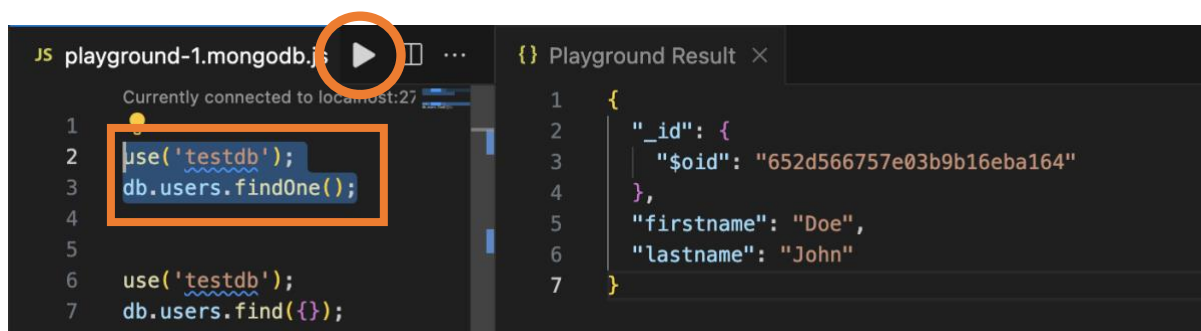 JS playground-1.mongodb.js
Currently connected to localhost:27
1
2 use('testdb');
3 db.users.findOne();
4
5
6 use('testdb');
7 db.users.find({});
{} Playground Result ×
1 {
2 "_id": {
3 "$oid": "652d566757e03b9b16eba164"
4 },
5 "firstname": "Doe",
6 "lastname": "John"
7 }